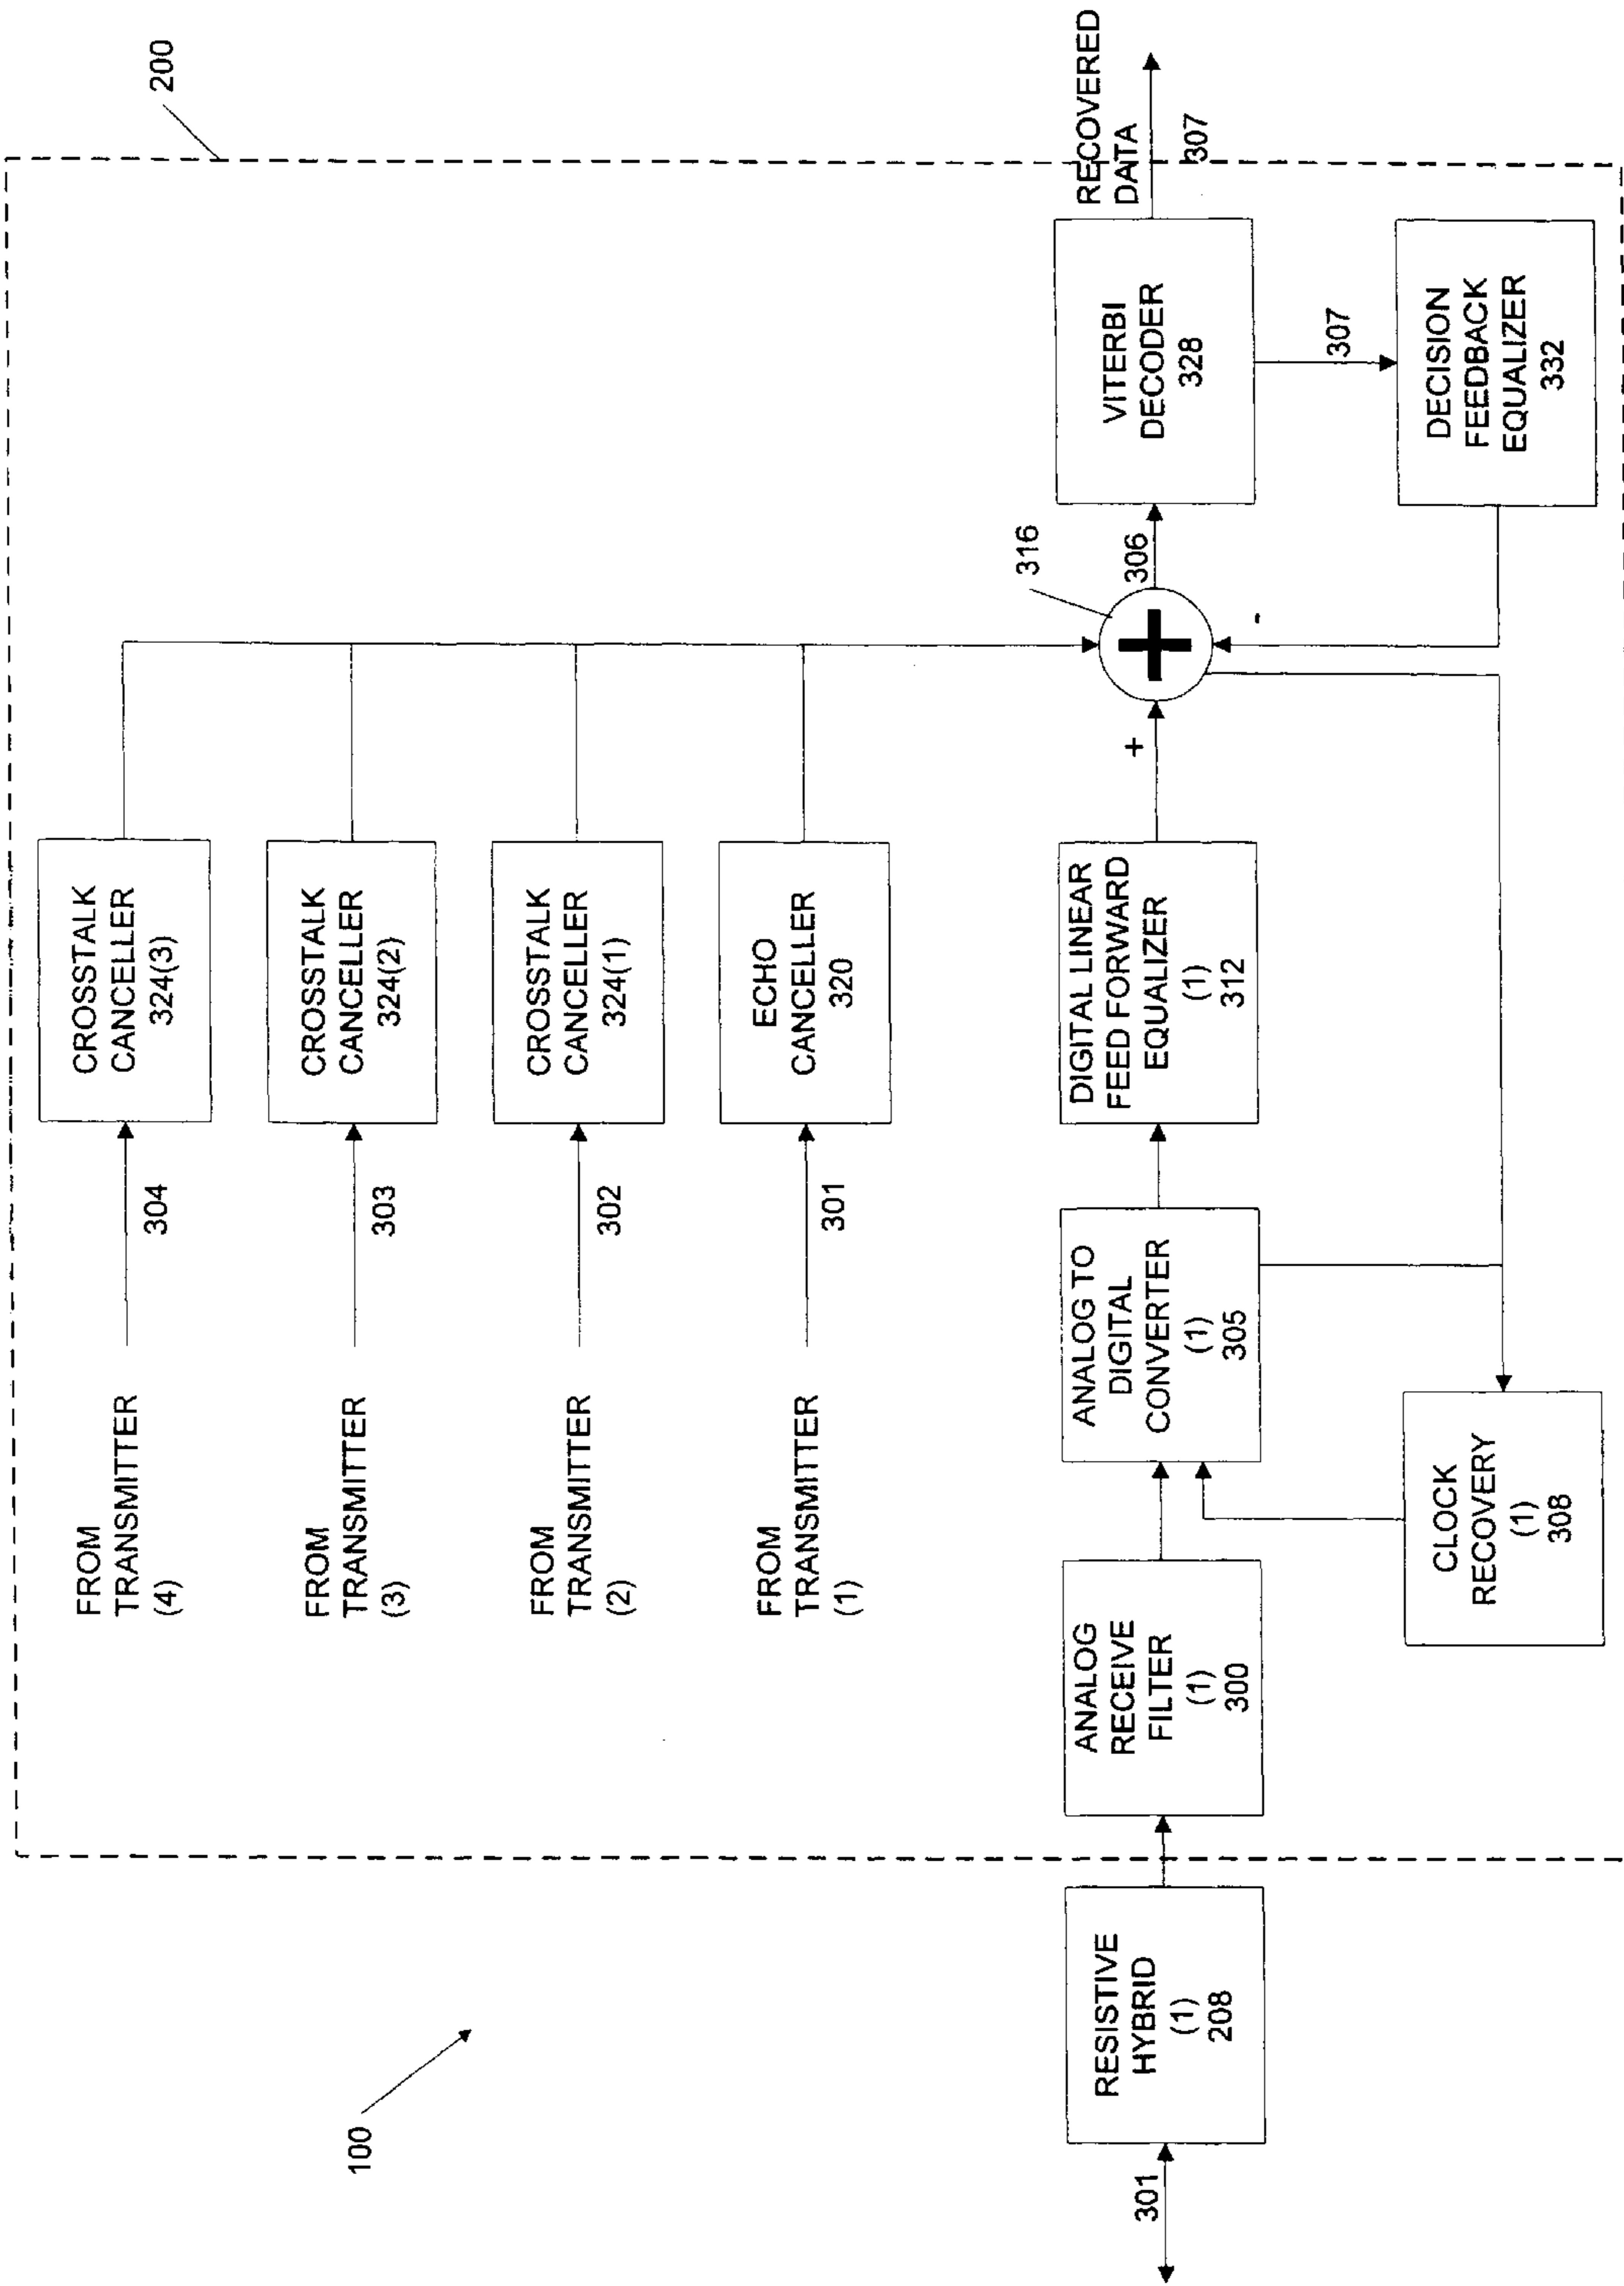 100
200
FROM
TRANSMITTER
(4)
304
CROSSTALK
CANCELLER
324(3)
FROM
TRANSMITTER
(3)
303
CROSSTALK
CANCELLER
324(2)
FROM
TRANSMITTER
(2)
302
CROSSTALK
CANCELLER
324(1)
FROM
TRANSMITTER
(1)
301
ECHO
CANCELLER
320
301
RESISTIVE
HYBRID
(1)
208
ANALOG
RECEIVE
FILTER
(1)
300
ANALOG TO
DIGITAL
CONVERTER
(1)
305
DIGITAL LINEAR
FEED FORWARD
EQUALIZER
(1)
312
+
316
+
-
306
VITERBI
DECODER
328
RECOVERED
DATA
307
307
DECISION
FEEDBACK
EQUALIZER
332
CLOCK
RECOVERY
(1)
308